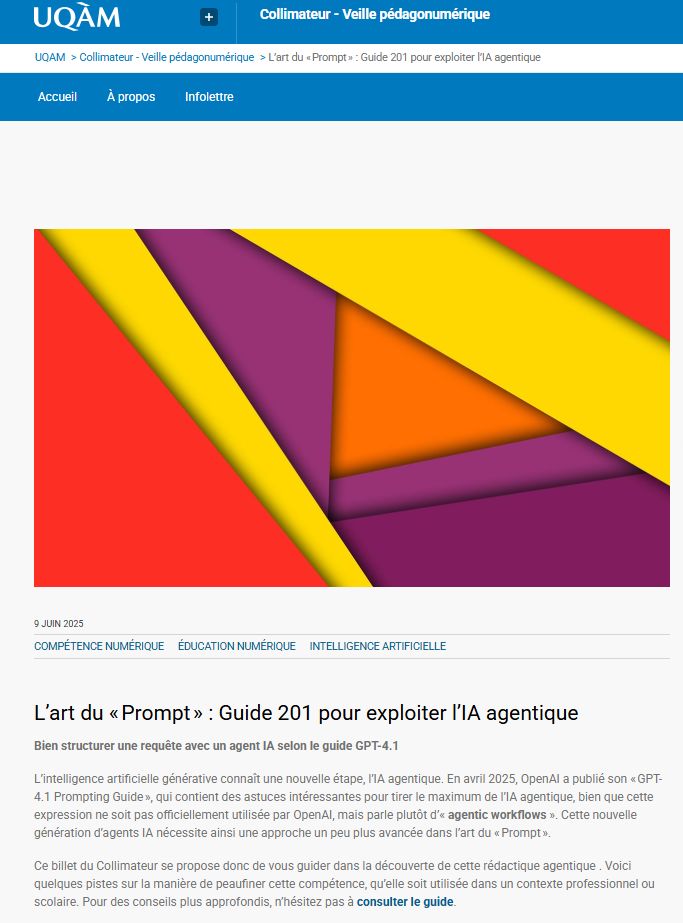 UQÀM
+
Collimateur - Veille pédagonumérique
UQAM > Collimateur - Veille pédagonumérique > L'art du « Prompt » : Guide 201 pour exploiter l'IA agentique
Accueil À propos Infolettre
9 JUIN 2025
COMPÉTENCE NUMÉRIQUE ÉDUCATION NUMÉRIQUE INTELLIGENCE ARTIFICIELLE
L'art du « Prompt » : Guide 201 pour exploiter l'IA agentique
Bien structurer une requête avec un agent IA selon le guide GPT-4.1
L'intelligence artificielle générative connaît une nouvelle étape, l'IA agentique. En avril 2025, OpenAI a publié son « GPT-
4.1 Prompting Guide », qui contient des astuces intéressantes pour tirer le maximum de l'IA agentique, bien que cette
expression ne soit pas officiellement utilisée par OpenAI, mais parle plutôt d'« agentic workflows ». Cette nouvelle
génération d'agents IA nécessite ainsi une approche un peu plus avancée dans l'art du « Prompt ».
Ce billet du Collimateur se propose donc de vous guider dans la découverte de cette rédactique agentique . Voici
quelques pistes sur la manière de peaufiner cette compétence, qu'elle soit utilisée dans un contexte professionnel ou
scolaire. Pour des conseils plus approfondis, n'hésitez pas à consulter le guide.